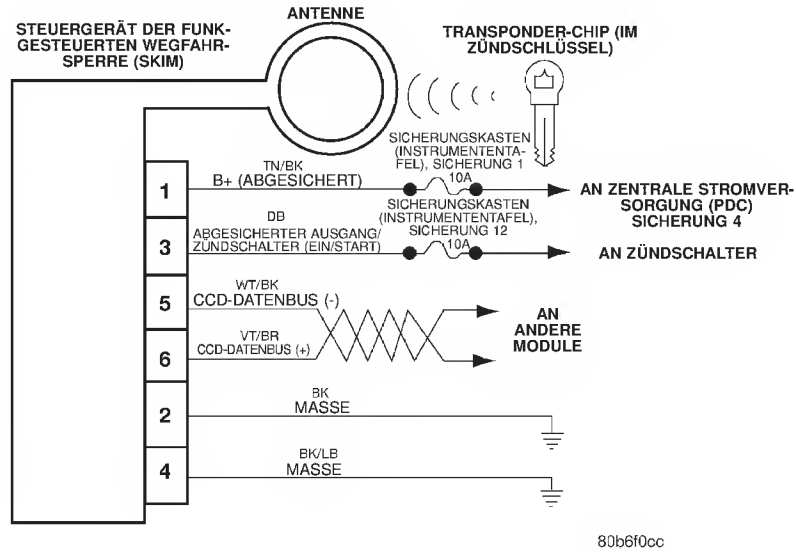 ANTENNE
STEUERGERÄT DER FUNK-
GESTEUERTEN WEGFAHR-
SPERRE (SKIM)
TRANSPONDER-CHIP (IM
ZÜNDSCHLÜSSEL)
SICHERUNGSKASTEN
(INSTRUMENTENTA-
FEL), SICHERUNG 1
10A
1
TN/BK
B+ (ABGESICHERT)
AN ZENTRALE STROMVER-
SORGUNG (PDC)
SICHERUNG 4
SICHERUNGSKASTEN
(INSTRUMENTENTAFEL),
SICHERUNG 12
10A
3
DB
ABGESICHERTER AUSGANG/
ZÜNDSCHALTER (EIN/START)
AN ZÜNDSCHALTER
5
WT/BK
CCD-DATENBUS (-)
6
VT/BR
CCD-DATENBUS (+)
AN
ANDERE
MODULE
2
BK
MASSE
4
BK/LB
MASSE
80b6f0cc